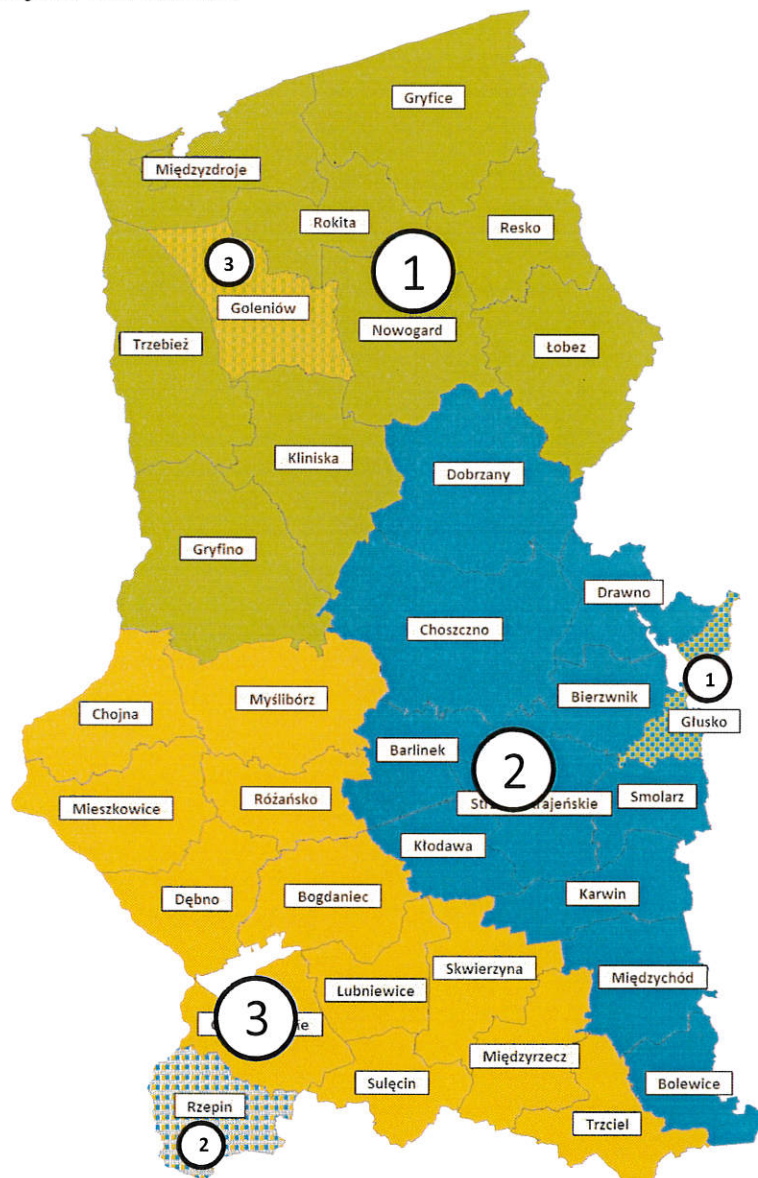 Gryfice
Międzyzdroje
Rokita
Resko
3
1
Goleniów
Nowogard
Trzebież
Łobez
Kliniska
Dobrzany
Gryfino
Drawno
Choszczno
1
Myślibórz
Bierzwnik
Chojna
Głusko
Barlinek
2
Mieszkowice
Różańsko
Smolarz
Kłodawa
Karwin
Dębno
Bogdaniec
Skwierzyna
Międzychód
Lubniewice
3
Międzyrzecz
Sulęcin
Bolewice
Rzepin
Trzciel
2